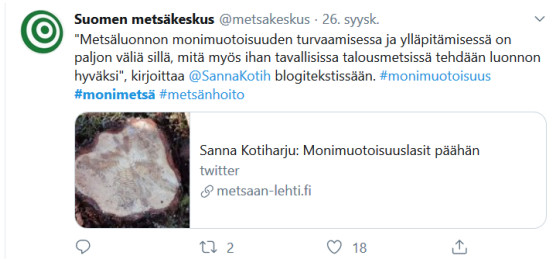 Suomen metsäkeskus @metsakeskus · 26. syysk.
"Metsäluonnon monimuotoisuuden turvaamisessa ja ylläpitämisessä on
paljon väliä sillä, mitä myös ihan tavallisissa talousmetsissä tehdään luonnon
hyväksi", kirjoittaa @SannaKotih blogitekstissään. #monimuotoisuus
#monimetsä #metsänhoito
Sanna Kotiharju: Monimuotoisuuslasit päähän
twitter
metsaan-lehti.fi
2
18